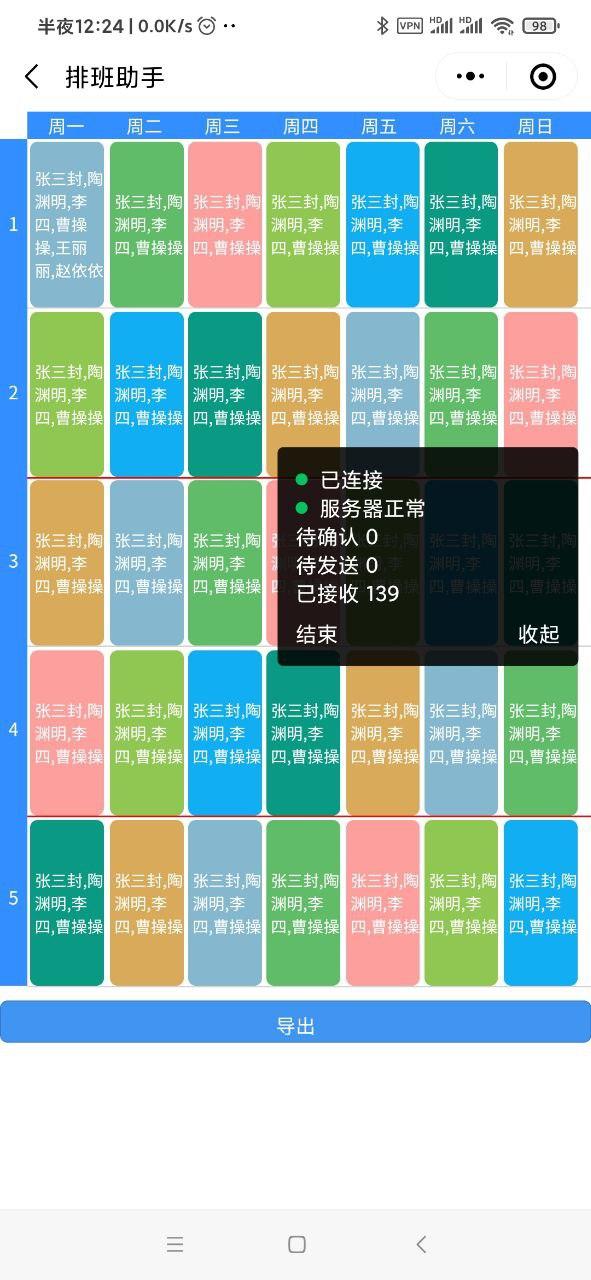 半夜12:24 | 0.0K/s
VPN HD HD 98
排班助手
周一 周二 周三 周四 周五 周六 周日
1
张三封,陶
渊明,李
四,曹操
操,王丽
丽,赵依依
张三封,陶
渊明,李
四,曹操操
张三封,陶
渊明,李
四,曹操操
张三封,陶
渊明,李
四,曹操操
张三封,陶
渊明,李
四,曹操操
张三封,陶
渊明,李
四,曹操操
张三封,陶
渊明,李
四,曹操操
2
张三封,陶
渊明,李
四,曹操操
张三封,陶
渊明,李
四,曹操操
张三封,陶
渊明,李
四,曹操操
张三封,陶
渊明,李
四,曹操操
张三封,陶
渊明,李
四,曹操操
张三封,陶
渊明,李
四,曹操操
张三封,陶
渊明,李
四,曹操操
3
张三封,陶
渊明,李
四,曹操操
张三封,陶
渊明,李
四,曹操操
张三封,陶
渊明,李
四,曹操操
已连接
服务器正常
待确认 0
待发送 0
已接收 139
结束 收起
4
张三封,陶
渊明,李
四,曹操操
张三封,陶
渊明,李
四,曹操操
张三封,陶
渊明,李
四,曹操操
张三封,陶
渊明,李
四,曹操操
张三封,陶
渊明,李
四,曹操操
张三封,陶
渊明,李
四,曹操操
张三封,陶
渊明,李
四,曹操操
5
张三封,陶
渊明,李
四,曹操操
张三封,陶
渊明,李
四,曹操操
张三封,陶
渊明,李
四,曹操操
张三封,陶
渊明,李
四,曹操操
张三封,陶
渊明,李
四,曹操操
张三封,陶
渊明,李
四,曹操操
张三封,陶
渊明,李
四,曹操操
导出